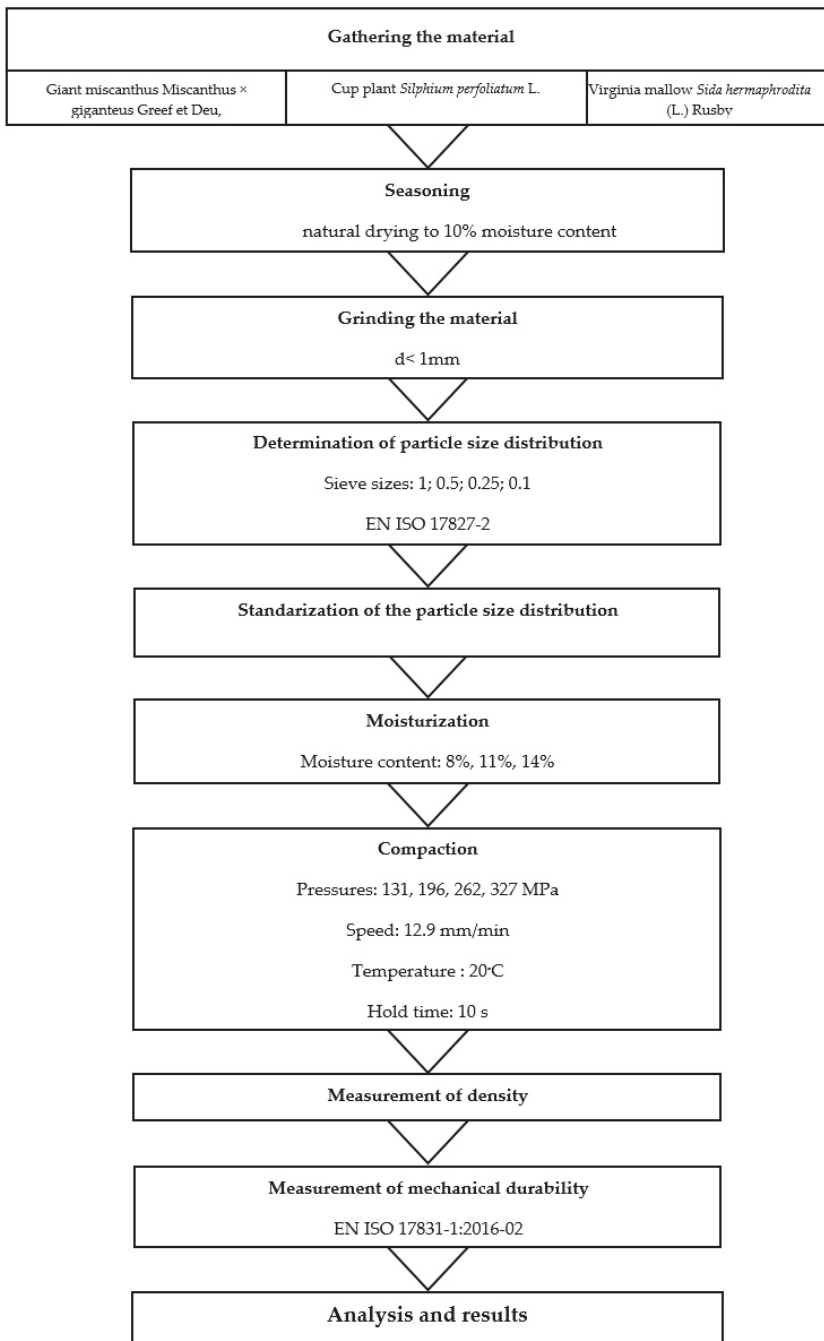 Gathering the material
Giant miscanthus Miscanthus ×
giganteus Greef et Deu,
Cup plant Silphium perfoliatum L.
Virginia mallow Sida hermaphrodita
(L.) Rusby
Seasoning
natural drying to 10% moisture content
Grinding the material
d< 1mm
Determination of particle size distribution
Sieve sizes: 1; 0.5; 0.25; 0.1
EN ISO 17827-2
Standarization of the particle size distribution
Moisturization
Moisture content: 8%, 11%, 14%
Compaction
Pressures: 131, 196, 262, 327 MPa
Speed: 12.9 mm/min
Temperature : 20°C
Hold time: 10 s
Measurement of density
Measurement of mechanical durability
EN ISO 17831-1:2016-02
Analysis and results